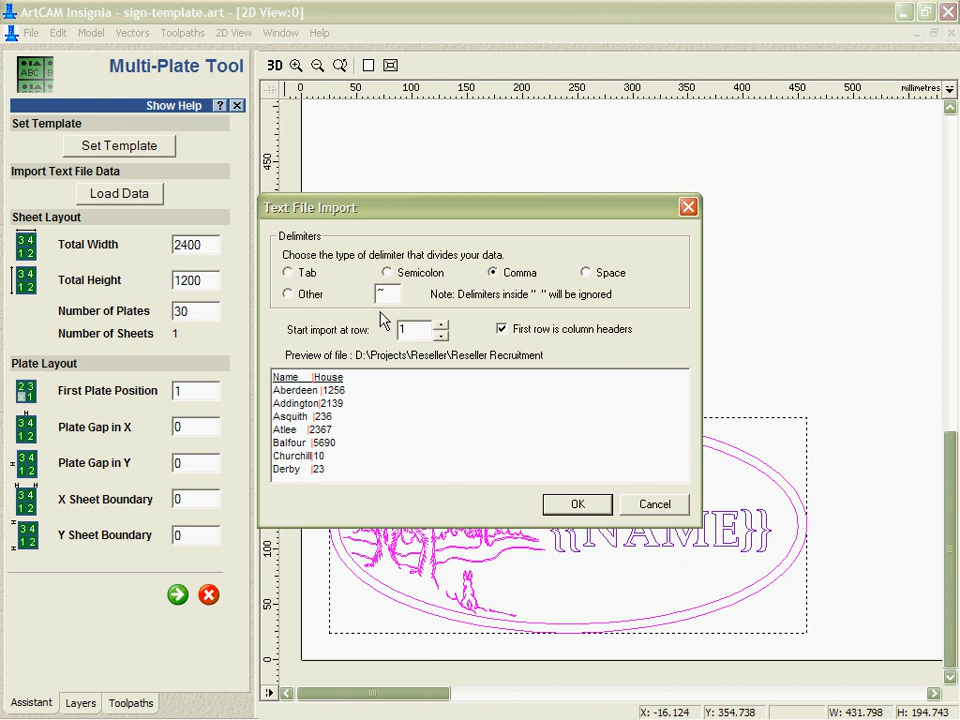 ArtCAM Insignia - sign-template.art - [2D View:0]
File Edit Model Vectors Toolpaths 2D View Window Help
Multi-Plate Tool
Show Help ? X
Set Template
Set Template
Import Text File Data
Load Data
Sheet Layout
Total Width 2400
Total Height 1200
Number of Plates 30
Number of Sheets 1
Plate Layout
First Plate Position 1
Plate Gap in X 0
Plate Gap in Y 0
X Sheet Boundary 0
Y Sheet Boundary 0
Assistant Layers Toolpaths
3D
0 50 100 150 200 250 300 350 400 450 500 millimetres
450
100
50
0
Text File Import
Delimiters
Choose the type of delimiter that divides your data.
Tab Semicolon Comma Space
Other ~ Note: Delimiters inside " " will be ignored
Start import at row: 1 First row is column headers
Preview of file : D:\Projects\Reseller\Reseller Recruitment
Name |House
Aberdeen |1256
Addington|2139
Asquith |236
Atlee |2367
Balfour |5690
Churchill|10
Derby |23
OK Cancel
{{NAME}}
X: -16.124 Y: 354.738 W: 431.798 H: 194.743